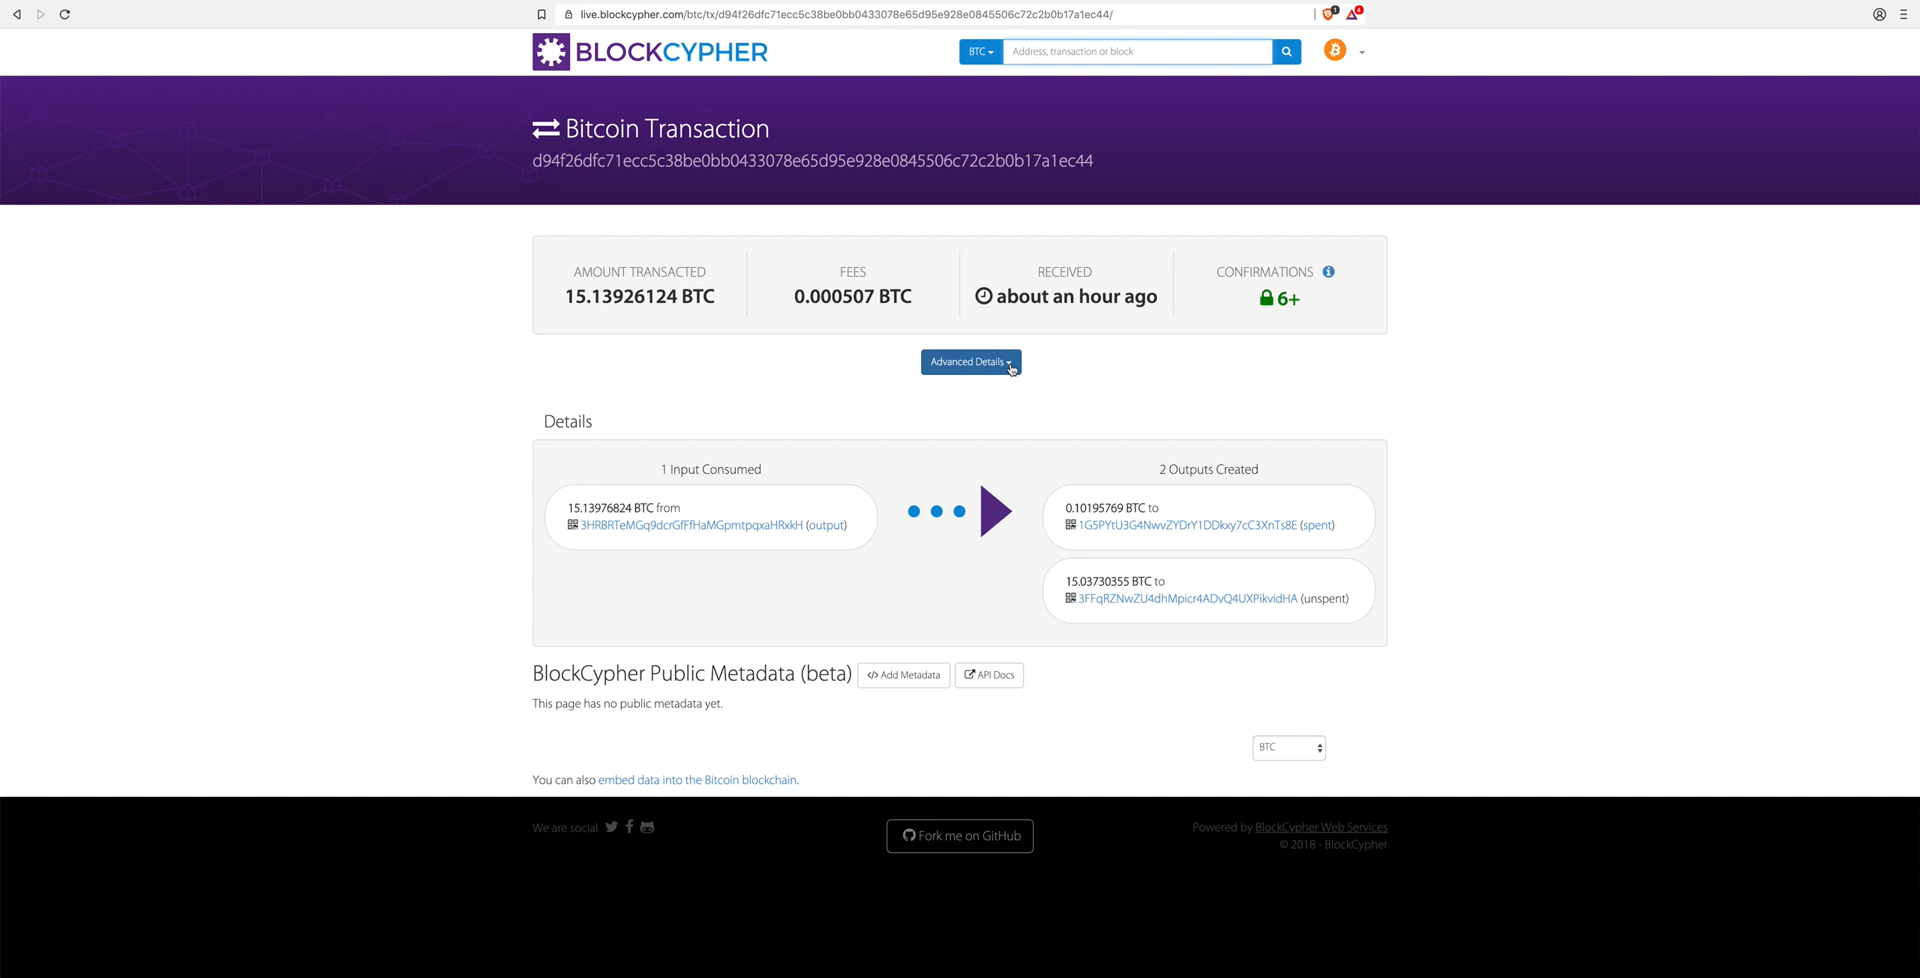 live.blockcypher.com/btc/tx/d94f26dfc71ecc5c38be0bb0433078e65d95e928e0845506c72c2b0b17a1ec44/
1
4
BLOCKCYPHER
BTC
Address, transaction or block
Bitcoin Transaction
d94f26dfc71ecc5c38be0bb0433078e65d95e928e0845506c72c2b0b17a1ec44
AMOUNT TRANSACTED
15.13926124 BTC
FEES
0.000507 BTC
RECEIVED
about an hour ago
CONFIRMATIONS
6+
Advanced Details
Details
1 Input Consumed
15.13976824 BTC from
3HRBRTeMGq9dcrGfFfHaMGpmtpqxaHRxkH (output)
2 Outputs Created
0.10195769 BTC to
1G5PYtU3G4NwvZYDrY1DDkxy7cC3XnTs8E (spent)
15.03730355 BTC to
3FFqRZNwZU4dhMpicr4ADvQ4UXPikvidHA (unspent)
BlockCypher Public Metadata (beta)
</> Add Metadata
API Docs
This page has no public metadata yet.
BTC
You can also embed data into the Bitcoin blockchain.
We are social
Fork me on GitHub
Powered by BlockCypher Web Services
© 2018 - BlockCypher